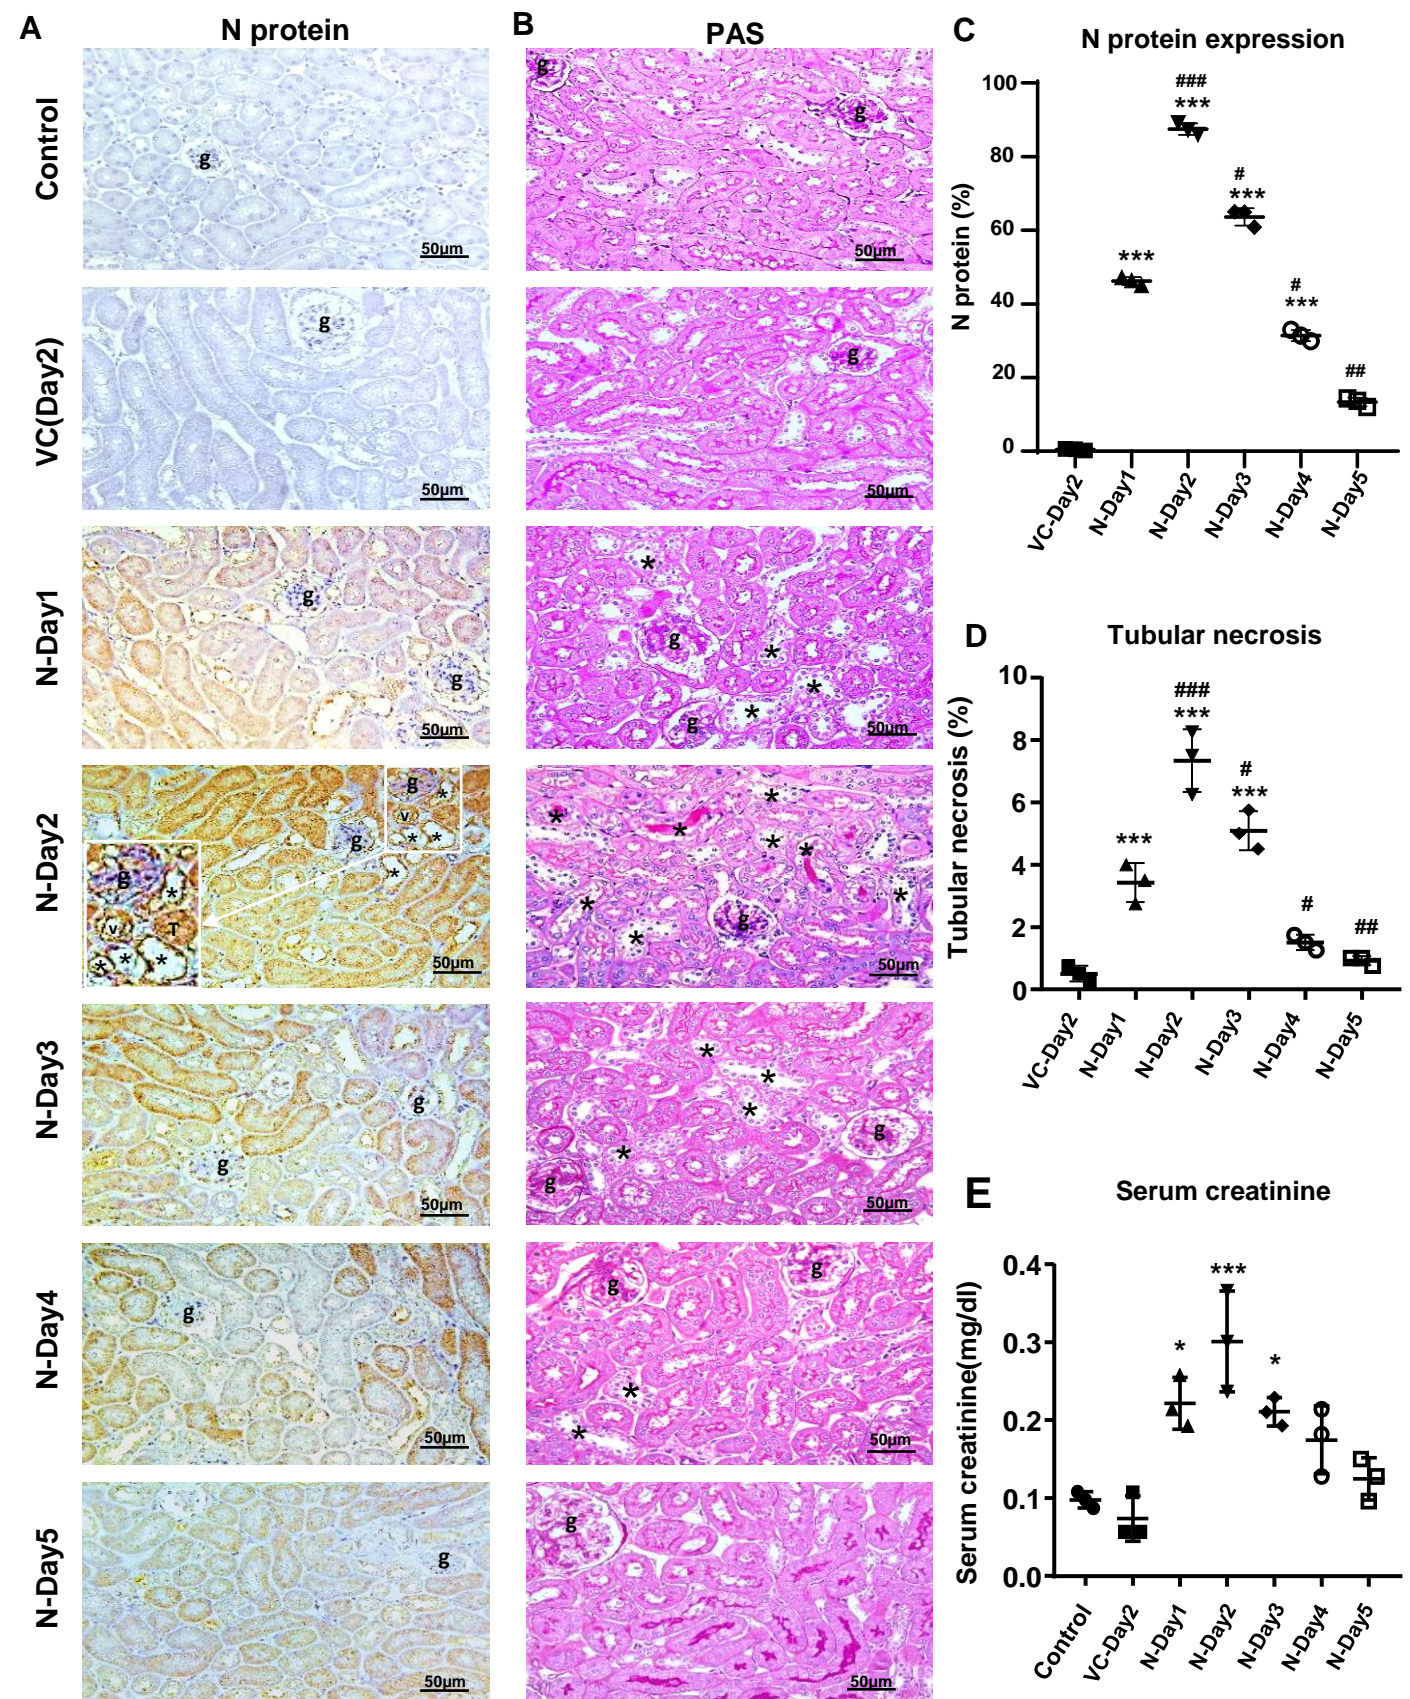 A
N protein
Control
g
50µm
VC(Day2)
g
50µm
N-Day1
g
g
50µm
N-Day2
g
*
v
* *
g
*
g
*
v
T
* * *
50µm
N-Day3
g
g
50µm
N-Day4
g
50µm
N-Day5
g
50µm
B
PAS
g
g
50µm
g
50µm
*
g
*
*
*
g
50µm
*
*
*
*
*
*
*
g
*
50µm
*
*
*
g
*
g
50µm
g
g
*
*
50µm
g
50µm
C
N protein expression
N protein (%)
100
80
60
40
20
0
***
###
***
#
***
#
***
##
VC-Day2
N-Day1
N-Day2
N-Day3
N-Day4
N-Day5
D
Tubular necrosis
Tubular necrosis (%)
10
8
6
4
2
0
***
###
***
#
***
#
##
VC-Day2
N-Day1
N-Day2
N-Day3
N-Day4
N-Day5
E
Serum creatinine
Serum creatinine(mg/dl)
0.4
0.3
0.2
0.1
0.0
*
***
*
Control
VC-Day2
N-Day1
N-Day2
N-Day3
N-Day4
N-Day5